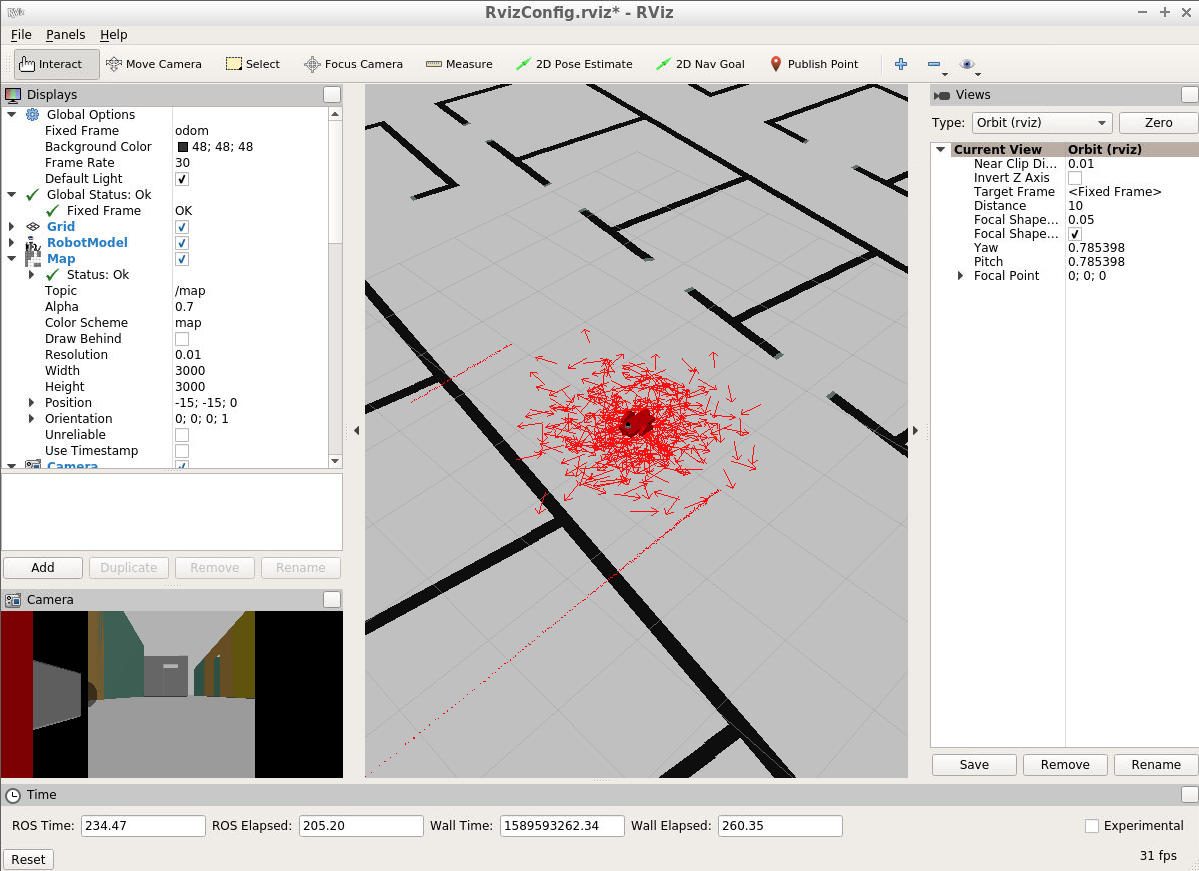 RViz
RvizConfig.rviz* - RViz
File Panels Help
Interact Move Camera Select Focus Camera Measure 2D Pose Estimate 2D Nav Goal Publish Point
Displays
Global Options
Fixed Frame odom
Background Color 48; 48; 48
Frame Rate 30
Default Light
Global Status: Ok
Fixed Frame OK
Grid
RobotModel
Map
Status: Ok
Topic /map
Alpha 0.7
Color Scheme map
Draw Behind
Resolution 0.01
Width 3000
Height 3000
Position -15; -15; 0
Orientation 0; 0; 0; 1
Unreliable
Use Timestamp
Camera
Add Duplicate Remove Rename
Camera
Views
Type: Orbit (rviz) Zero
Current View Orbit (rviz)
Near Clip Di... 0.01
Invert Z Axis
Target Frame <Fixed Frame>
Distance 10
Focal Shape... 0.05
Focal Shape...
Yaw 0.785398
Pitch 0.785398
Focal Point 0; 0; 0
Save Remove Rename
Time
ROS Time: 234.47 ROS Elapsed: 205.20 Wall Time: 1589593262.34 Wall Elapsed: 260.35 Experimental
Reset 31 fps